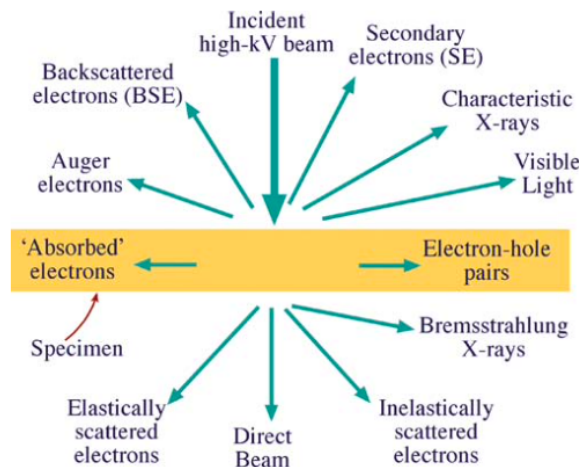 Incident
high-kV beam
Secondary
electrons (SE)
Backscattered
electrons (BSE)
Characteristic
X-rays
Auger
electrons
Visible
Light
‘Absorbed’
electrons
Electron-hole
pairs
Specimen
Bremsstrahlung
X-rays
Elastically
scattered
electrons
Direct
Beam
Inelastically
scattered
electrons